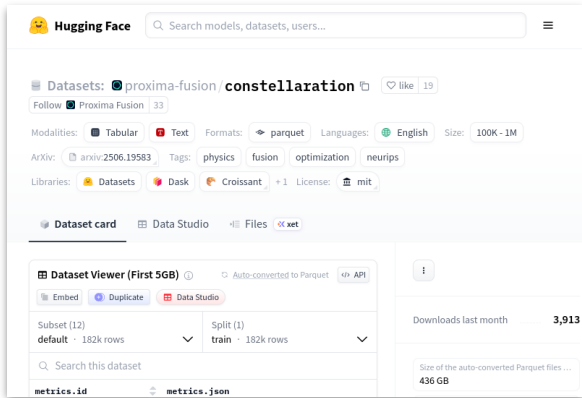 Hugging Face
Search models, datasets, users...
Datasets: proxima-fusion/constellaration
like 19
Follow Proxima Fusion 33
Modalities: Tabular Text Formats: parquet Languages: English Size: 100K - 1M
ArXiv: arxiv:2506.19583 Tags: physics fusion optimization neurips
Libraries: Datasets Dask Croissant + 1 License: mit
Dataset card Data Studio Files xet
Dataset Viewer (First 5GB) Auto-converted to Parquet API
Embed Duplicate Data Studio
Subset (12) Split (1)
default · 182k rows train · 182k rows
Search this dataset
metrics.id metrics.json
Downloads last month 3,913
Size of the auto-converted Parquet files ...
436 GB